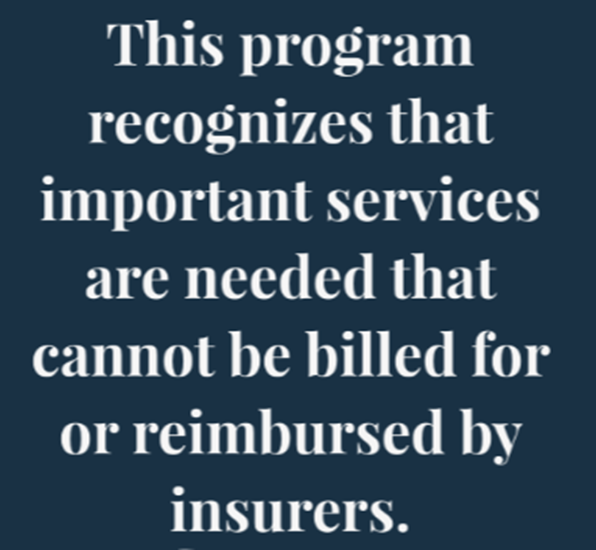 This program
recognizes that
important services
are needed that
cannot be billed for
or reimbursed by
insurers.